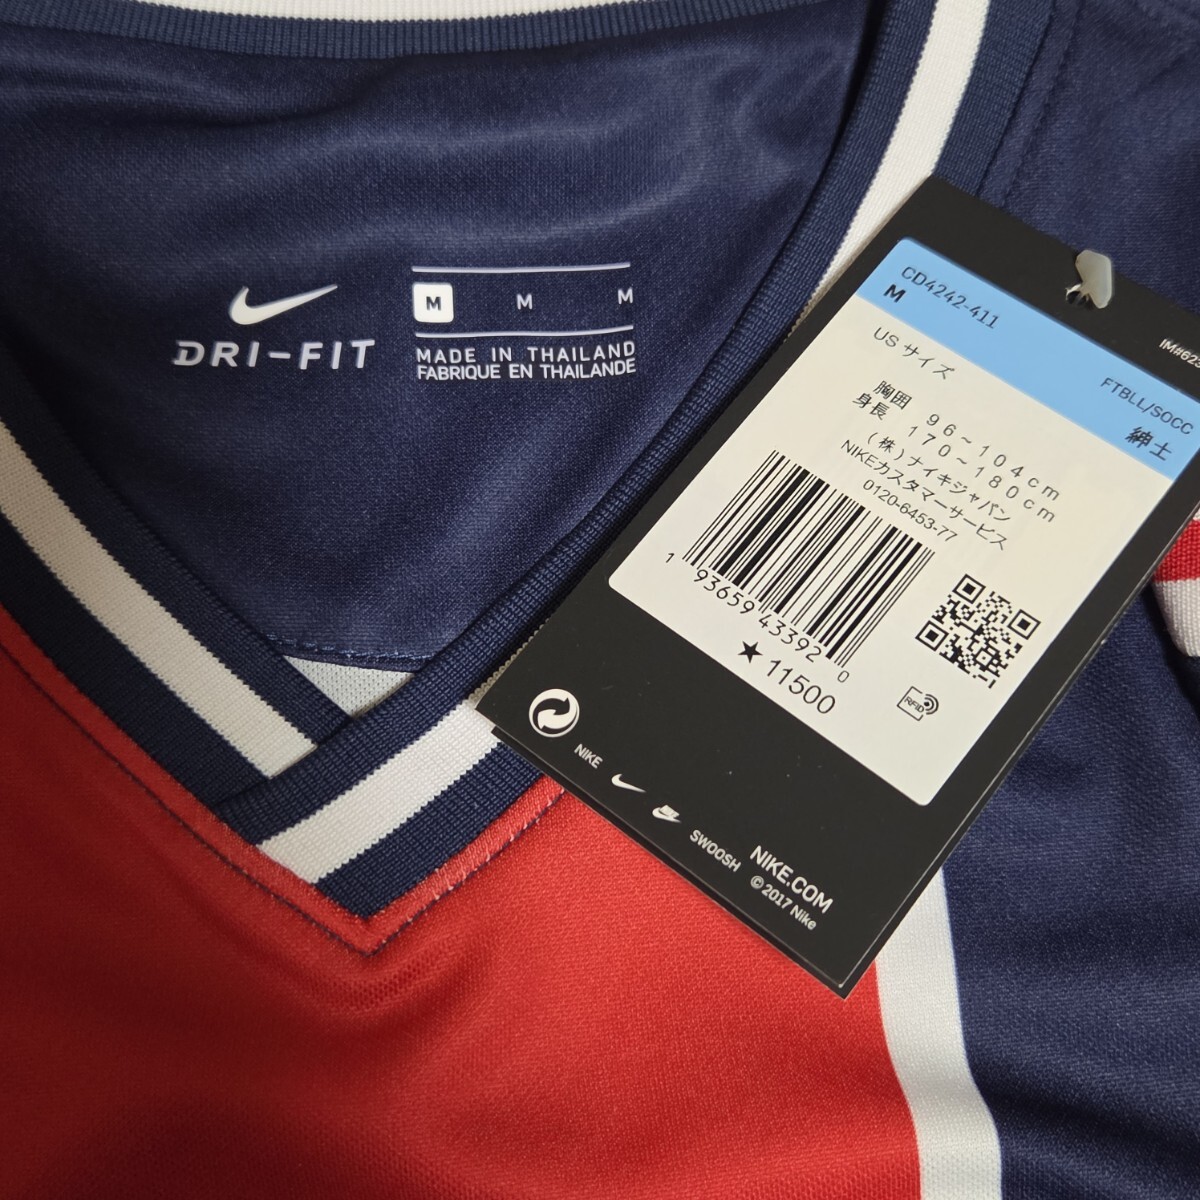 DRI-FIT
M M M
MADE IN THAILAND
FABRIQUE EN THAILANDE
CD4242-411
M
IM#623
FTBLL/SOCC
紳士
US サイズ
胸囲 96~104cm
身長 170~180cm
(株)ナイキジャパン
NIKEカスタマーサービス
0120-6453-77
1 93659 43392 0
★ 11500
RFID
NIKE
SWOOSH
NIKE.COM
©2017 Nike